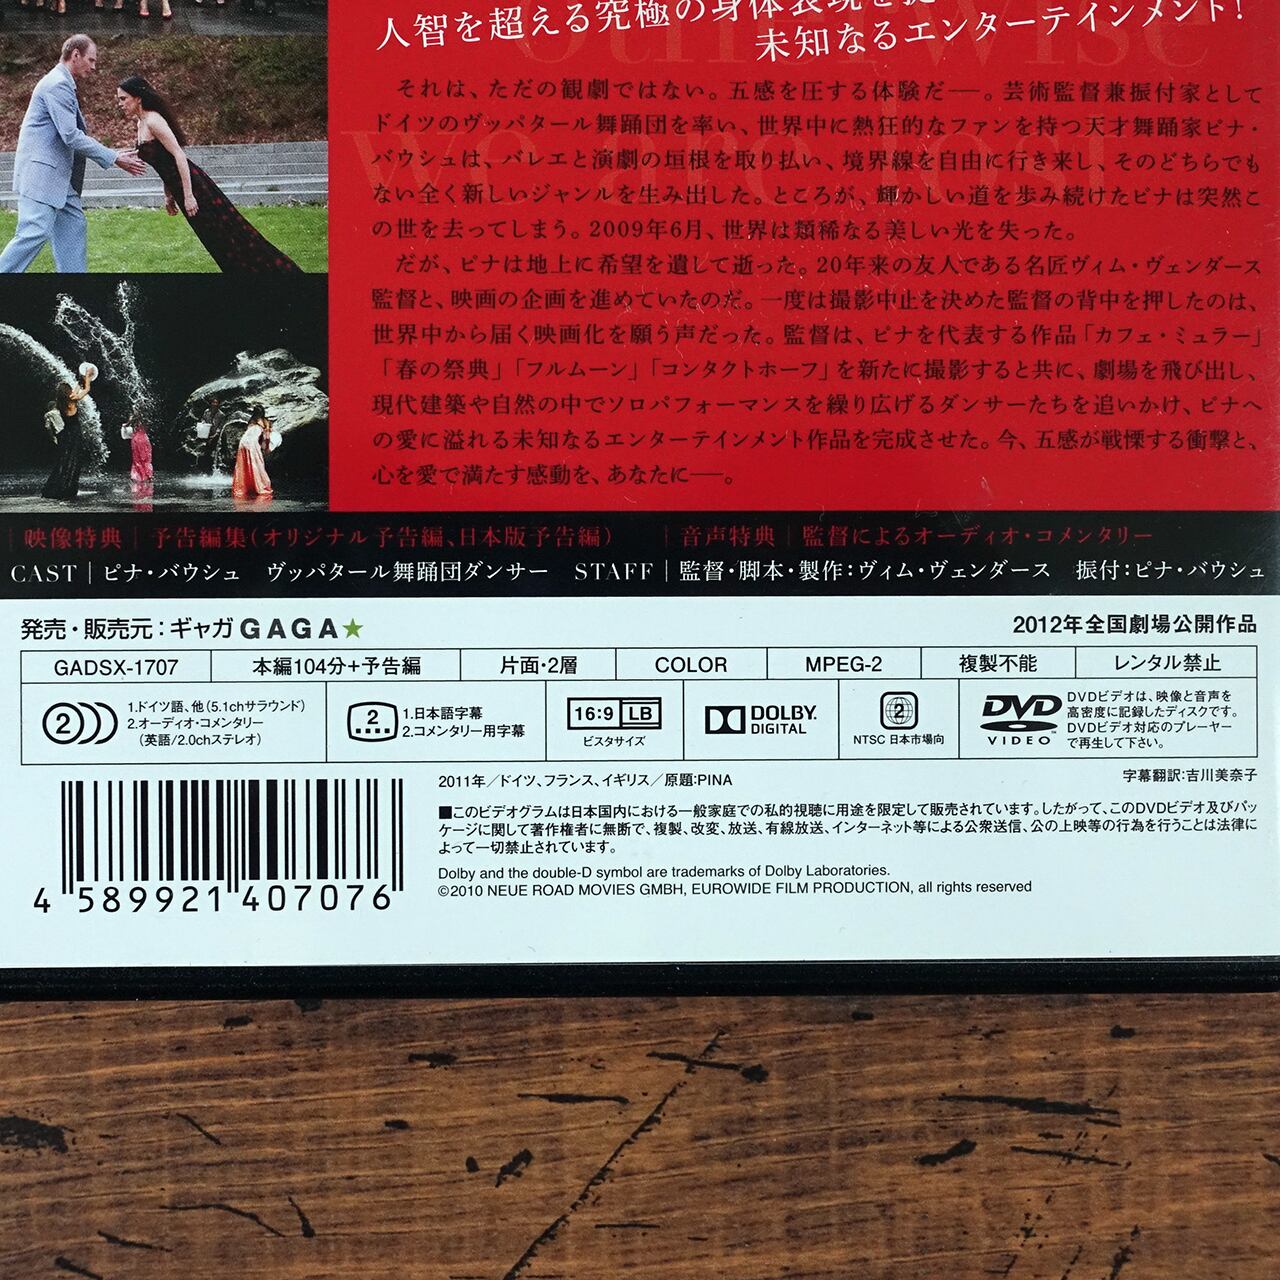 人智を超える究極の身体表現を
未知なるエンターテインメント!
それは、ただの観劇ではない。五感を圧する体験だ──。芸術監督兼振付家として
ドイツのヴッパタール舞踊団を率い、世界中に熱狂的なファンを持つ天才舞踊家ピナ・
バウシュは、バレエと演劇の垣根を取り払い、境界線を自由に行き来し、そのどちらでも
ない全く新しいジャンルを生み出した。ところが、輝かしい道を歩み続けたピナは突然こ
の世を去ってしまう。2009年6月、世界は類稀なる美しい光を失った。
だが、ピナは地上に希望を遺して逝った。20年来の友人である名匠ヴィム・ヴェンダース
監督と、映画の企画を進めていたのだ。一度は撮影中止を決めた監督の背中を押したのは、
世界中から届く映画化を願う声だった。監督は、ピナを代表する作品「カフェ・ミュラー」
「春の祭典」「フルムーン」「コンタクトホーフ」を新たに撮影すると共に、劇場を飛び出し、
現代建築や自然の中でソロパフォーマンスを繰り広げるダンサーたちを追いかけ、ピナへ
の愛に溢れる未知なるエンターテインメント作品を完成させた。今、五感が戦慄する衝撃と、
心を愛で満たす感動を、あなたに──。
映像特典│予告編集(オリジナル予告編、日本版予告編) │音声特典│監督によるオーディオ・コメンタリー
CAST│ピナ・バウシュ ヴッパタール舞踊団ダンサー STAFF│監督・脚本・製作:ヴィム・ヴェンダース 振付:ピナ・バウシュ
発売・販売元:ギャガ GAGA★ 2012年全国劇場公開作品
GADSX-1707 本編104分+予告編 片面・2層 COLOR MPEG-2 複製不能 レンタル禁止
2 1.ドイツ語、他(5.1chサラウンド)
2.オーディオ・コメンタリー
(英語/2.0chステレオ)
2 1.日本語字幕
2.コメンタリー用字幕
16:9 LB
ビスタサイズ
DOLBY
DIGITAL
2
NTSC 日本市場向
DVD
VIDEO
DVDビデオは、映像と音声を
高密度に記録したディスクです。
DVDビデオ対応のプレーヤー
で再生して下さい。
2011年/ドイツ、フランス、イギリス/原題:PINA 字幕翻訳:吉川美奈子
■このビデオグラムは日本国内における一般家庭での私的視聴に用途を限定して販売されています。したがって、このDVDビデオ及びパッ
ケージに関して著作権者に無断で、複製、改変、放送、有線放送、インターネット等による公衆送信、公の上映等の行為を行うことは法律に
よって一切禁止されています。
Dolby and the double-D symbol are trademarks of Dolby Laboratories.
©2010 NEUE ROAD MOVIES GMBH, EUROWIDE FILM PRODUCTION, all rights reserved
4 589921 407076